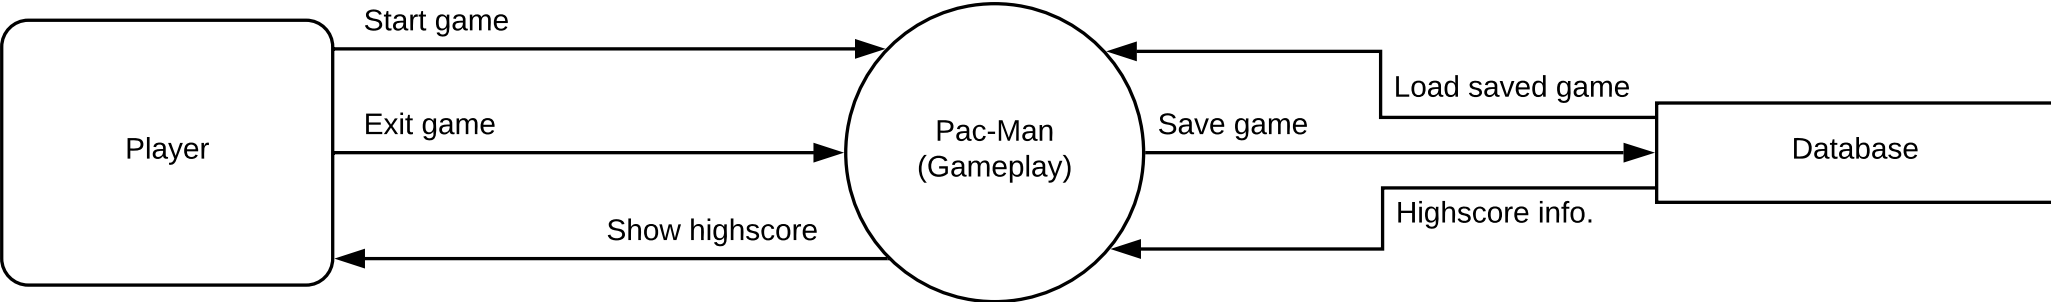 Start game
Load saved game
Exit game
Save game
Pac-Man
(Gameplay)
Player
Database
Highscore info.
Show highscore